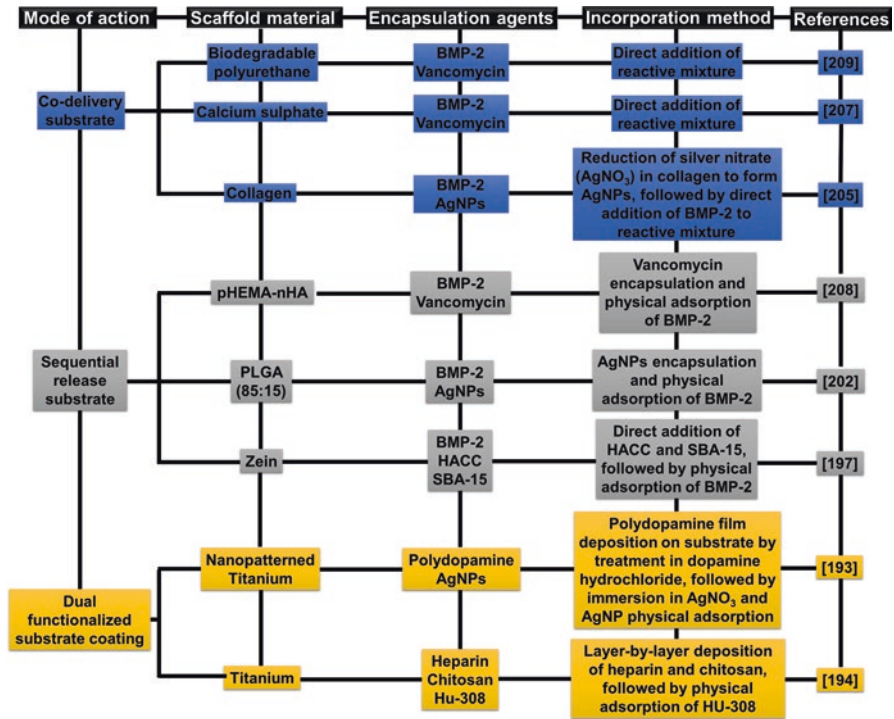 Mode of action Scaffold material Encapsulation agents Incorporation method References
Co-delivery
substrate
Biodegradable
polyurethane
BMP-2
Vancomycin
Direct addition of
reactive mixture
[209]
Calcium sulphate
BMP-2
Vancomycin
Direct addition of
reactive mixture
[207]
Collagen
BMP-2
AgNPs
Reduction of silver nitrate
(AgNO3) in collagen to form
AgNPs, followed by direct
addition of BMP-2 to
reactive mixture
[205]
Sequential
release
substrate
pHEMA-nHA
BMP-2
Vancomycin
Vancomycin
encapsulation and
physical adsorption
of BMP-2
[208]
PLGA
(85:15)
BMP-2
AgNPs
AgNPs encapsulation
and physical
adsorption of BMP-2
[202]
Zein
BMP-2
HACC
SBA-15
Direct addition of
HACC and SBA-15,
followed by physical
adsorption of BMP-2
[197]
Dual
functionalized
substrate coating
Nanopatterned
Titanium
Polydopamine
AgNPs
Polydopamine film
deposition on substrate by
treatment in dopamine
hydrochloride, followed by
immersion in AgNO3 and
AgNP physical adsorption
[193]
Titanium
Heparin
Chitosan
Hu-308
Layer-by-layer deposition
of heparin and chitosan,
followed by physical
adsorption of HU-308
[194]